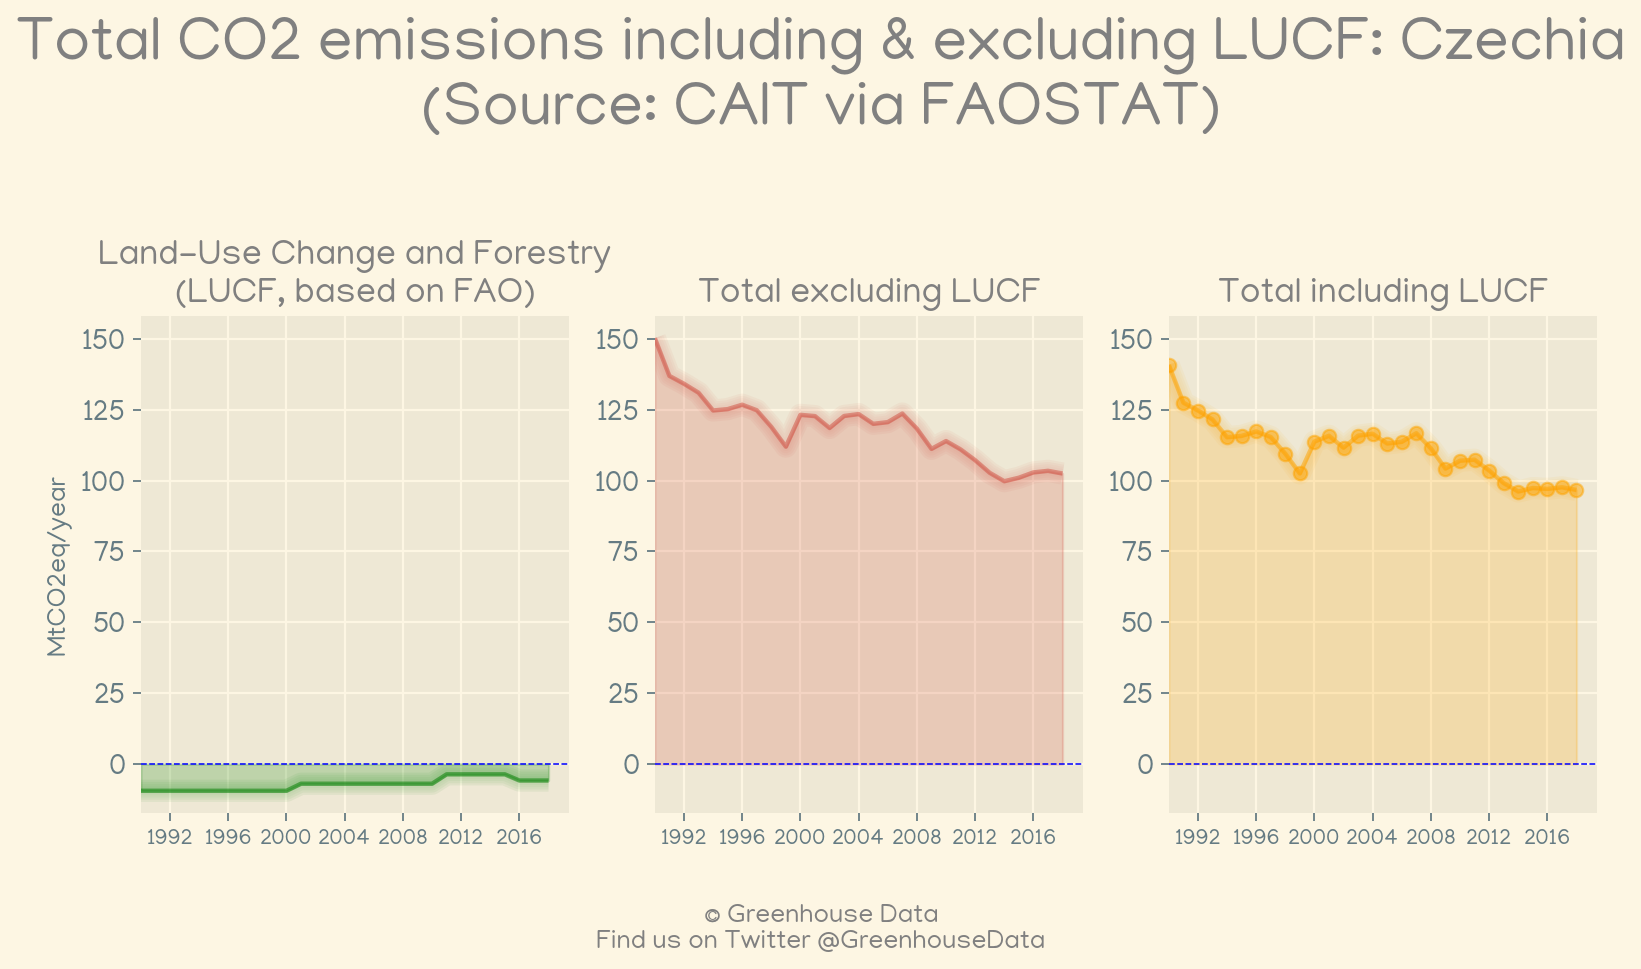 Total CO2 emissions including & excluding LUCF: Czechia
(Source: CAIT via FAOSTAT)
Land-Use Change and Forestry
(LUCF, based on FAO)
Total excluding LUCF
Total including LUCF
MtCO2eq/year
150
125
100
75
50
25
0
1992 1996 2000 2004 2008 2012 2016
150
125
100
75
50
25
0
1992 1996 2000 2004 2008 2012 2016
150
125
100
75
50
25
0
1992 1996 2000 2004 2008 2012 2016
© Greenhouse Data
Find us on Twitter @GreenhouseData